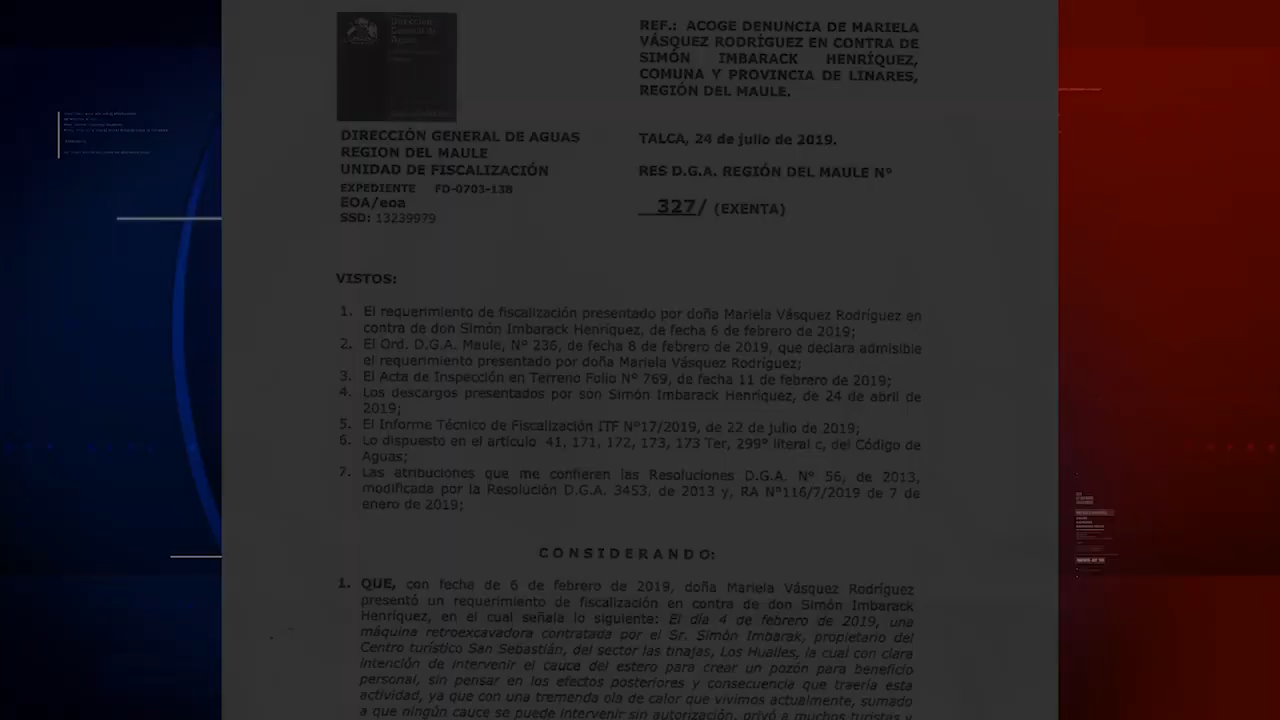 Dirección
General de
Aguas
REF.: ACOGE DENUNCIA DE MARIELA
VÁSQUEZ RODRÍGUEZ EN CONTRA DE
SIMÓN IMBARACK HENRÍQUEZ,
COMUNA Y PROVINCIA DE LINARES,
REGIÓN DEL MAULE.
DIRECCIÓN GENERAL DE AGUAS
REGION DEL MAULE
UNIDAD DE FISCALIZACIÓN
EXPEDIENTE FD-0703-138
EOA/eoa
SSD: 13239979
TALCA, 24 de julio de 2019.
RES D.G.A. REGIÓN DEL MAULE Nº
327/ (EXENTA)
VISTOS:
1. El requerimiento de fiscalización presentado por doña Mariela Vásquez Rodríguez en
contra de don Simón Imbarack Henríquez, de fecha 6 de febrero de 2019;
2. El Ord. D.G.A. Maule, Nº 236, de fecha 8 de febrero de 2019, que declara admisible
el requerimiento presentado por doña Mariela Vásquez Rodríguez;
3. El Acta de Inspección en Terreno Folio Nº 769, de fecha 11 de febrero de 2019;
4. Los descargos presentados por son Simón Imbarack Henríquez, de 24 de abril de
2019;
5. El Informe Técnico de Fiscalización ITF Nº17/2019, de 22 de julio de 2019;
6. Lo dispuesto en el artículo 41, 171, 172, 173, 173 Ter, 299° literal c, del Código de
Aguas;
7. Las atribuciones que me confieren las Resoluciones D.G.A. Nº 56, de 2013,
modificada por la Resolución D.G.A. 3453, de 2013 y, RA Nº116/7/2019 de 7 de
enero de 2019;
CONSIDERANDO:
1. QUE, con fecha de 6 de febrero de 2019, doña Mariela Vásquez Rodríguez
presentó un requerimiento de fiscalización en contra de don Simón Imbarack
Henríquez, en el cual señala lo siguiente: El día 4 de febrero de 2019, una
máquina retroexcavadora contratada por el Sr. Simón Imbarak, propietario del
Centro turístico San Sebastián, del sector las tinajas, Los Hualles, la cual con clara
intención de intervenir el cauce del estero para crear un pozón para beneficio
personal, sin pensar en los efectos posteriores y consecuencia que traería esta
actividad, ya que con una tremenda ola de calor que vivimos actualmente, sumado
a que ningún cauce se puede intervenir sin autorización, privó a muchos turistas y